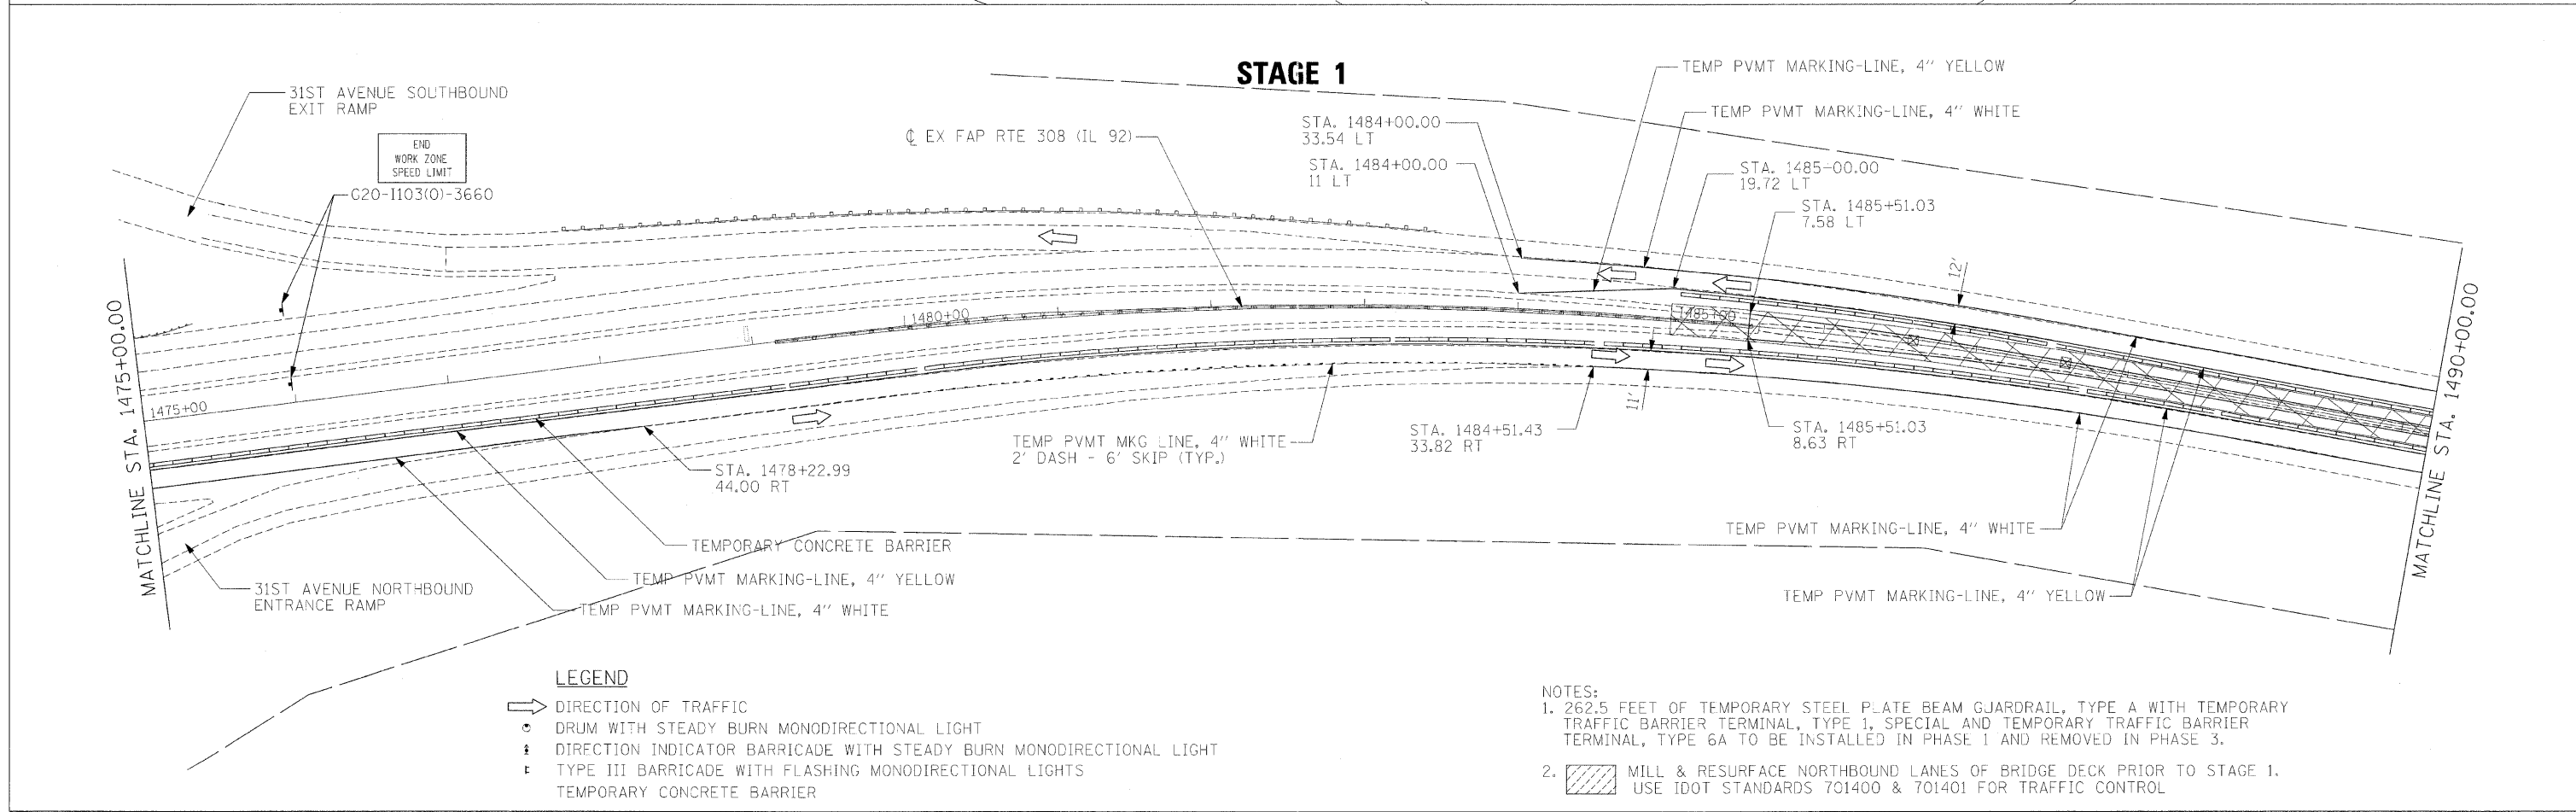 STAGE 1
31ST AVENUE SOUTHBOUND
EXIT RAMP
END
WORK ZONE
SPEED LIMIT
G20-I103(0)-3660
℄ EX FAP RTE 308 (IL 92)
STA. 1484+00.00
33.54 LT
STA. 1484+00.00
11 LT
TEMP PVMT MARKING-LINE, 4" YELLOW
TEMP PVMT MARKING-LINE, 4" WHITE
STA. 1485-00.00
19.72 LT
STA. 1485+51.03
7.58 LT
12'
MATCHLINE STA. 1475+00.00
1475+00
1480+00
1485+00
MATCHLINE STA. 1490+00.00
11'
STA. 1478+22.99
44.00 RT
TEMP PVMT MKG LINE, 4" WHITE
2' DASH - 6' SKIP (TYP.)
STA. 1484+51.43
33.82 RT
STA. 1485+51.03
8.63 RT
TEMPORARY CONCRETE BARRIER
TEMP PVMT MARKING-LINE, 4" YELLOW
TEMP PVMT MARKING-LINE, 4" WHITE
31ST AVENUE NORTHBOUND
ENTRANCE RAMP
TEMP PVMT MARKING-LINE, 4" WHITE
TEMP PVMT MARKING-LINE, 4" YELLOW
LEGEND
DIRECTION OF TRAFFIC
DRUM WITH STEADY BURN MONODIRECTIONAL LIGHT
DIRECTION INDICATOR BARRICADE WITH STEADY BURN MONODIRECTIONAL LIGHT
TYPE III BARRICADE WITH FLASHING MONODIRECTIONAL LIGHTS
TEMPORARY CONCRETE BARRIER
NOTES:
1. 262.5 FEET OF TEMPORARY STEEL PLATE BEAM GUARDRAIL, TYPE A WITH TEMPORARY
TRAFFIC BARRIER TERMINAL, TYPE 1, SPECIAL AND TEMPORARY TRAFFIC BARRIER
TERMINAL, TYPE 6A TO BE INSTALLED IN PHASE 1 AND REMOVED IN PHASE 3.
2. MILL & RESURFACE NORTHBOUND LANES OF BRIDGE DECK PRIOR TO STAGE 1.
USE IDOT STANDARDS 701400 & 701401 FOR TRAFFIC CONTROL